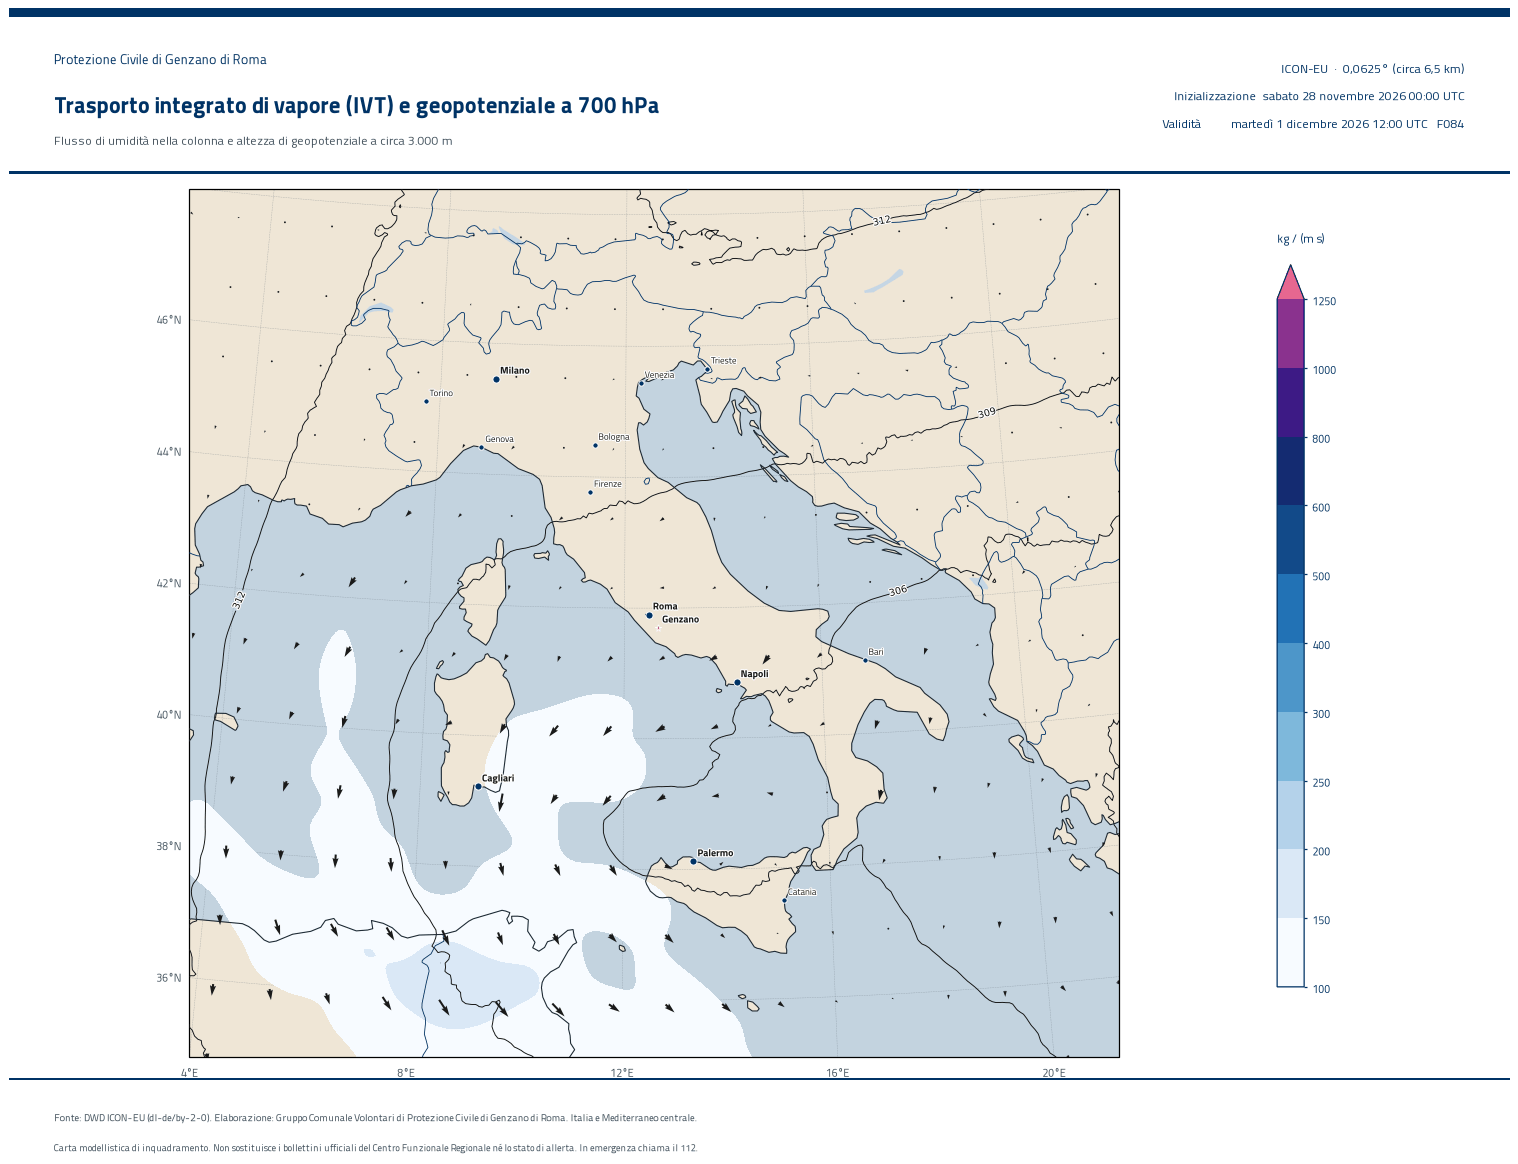 Protezione Civile di Genzano di Roma
Trasporto integrato di vapore (IVT) e geopotenziale a 700 hPa
Flusso di umidità nella colonna e altezza di geopotenziale a circa 3.000 m
ICON-EU · 0,0625° (circa 6,5 km)
Inizializzazione sabato 28 novembre 2026 00:00 UTC
Validità martedì 1 dicembre 2026 12:00 UTC F084
kg / (m s)
1250
1000
800
600
500
400
300
250
200
150
100
46°N
44°N
42°N
40°N
38°N
36°N
4°E
8°E
12°E
16°E
20°E
312
309
306
312
Milano
Torino
Venezia
Trieste
Genova
Bologna
Firenze
Roma
Genzano
Napoli
Bari
Cagliari
Palermo
Catania
Fonte: DWD ICON-EU (dl-de/by-2-0). Elaborazione: Gruppo Comunale Volontari di Protezione Civile di Genzano di Roma. Italia e Mediterraneo centrale.
Carta modellistica di inquadramento. Non sostituisce i bollettini ufficiali del Centro Funzionale Regionale né lo stato di allerta. In emergenza chiama il 112.